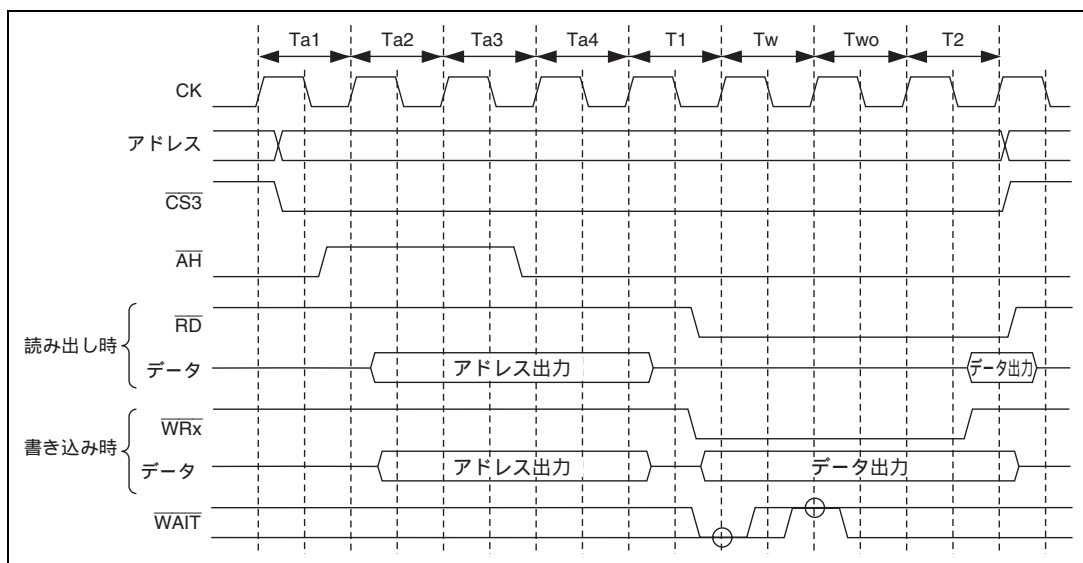 Ta1 Ta2 Ta3 Ta4 T1 Tw Two T2
CK
アドレス
CS3
AH
読み出し時
RD
データ アドレス出力 データ出力
書き込み時
WRx
データ アドレス出力 データ出力
WAIT